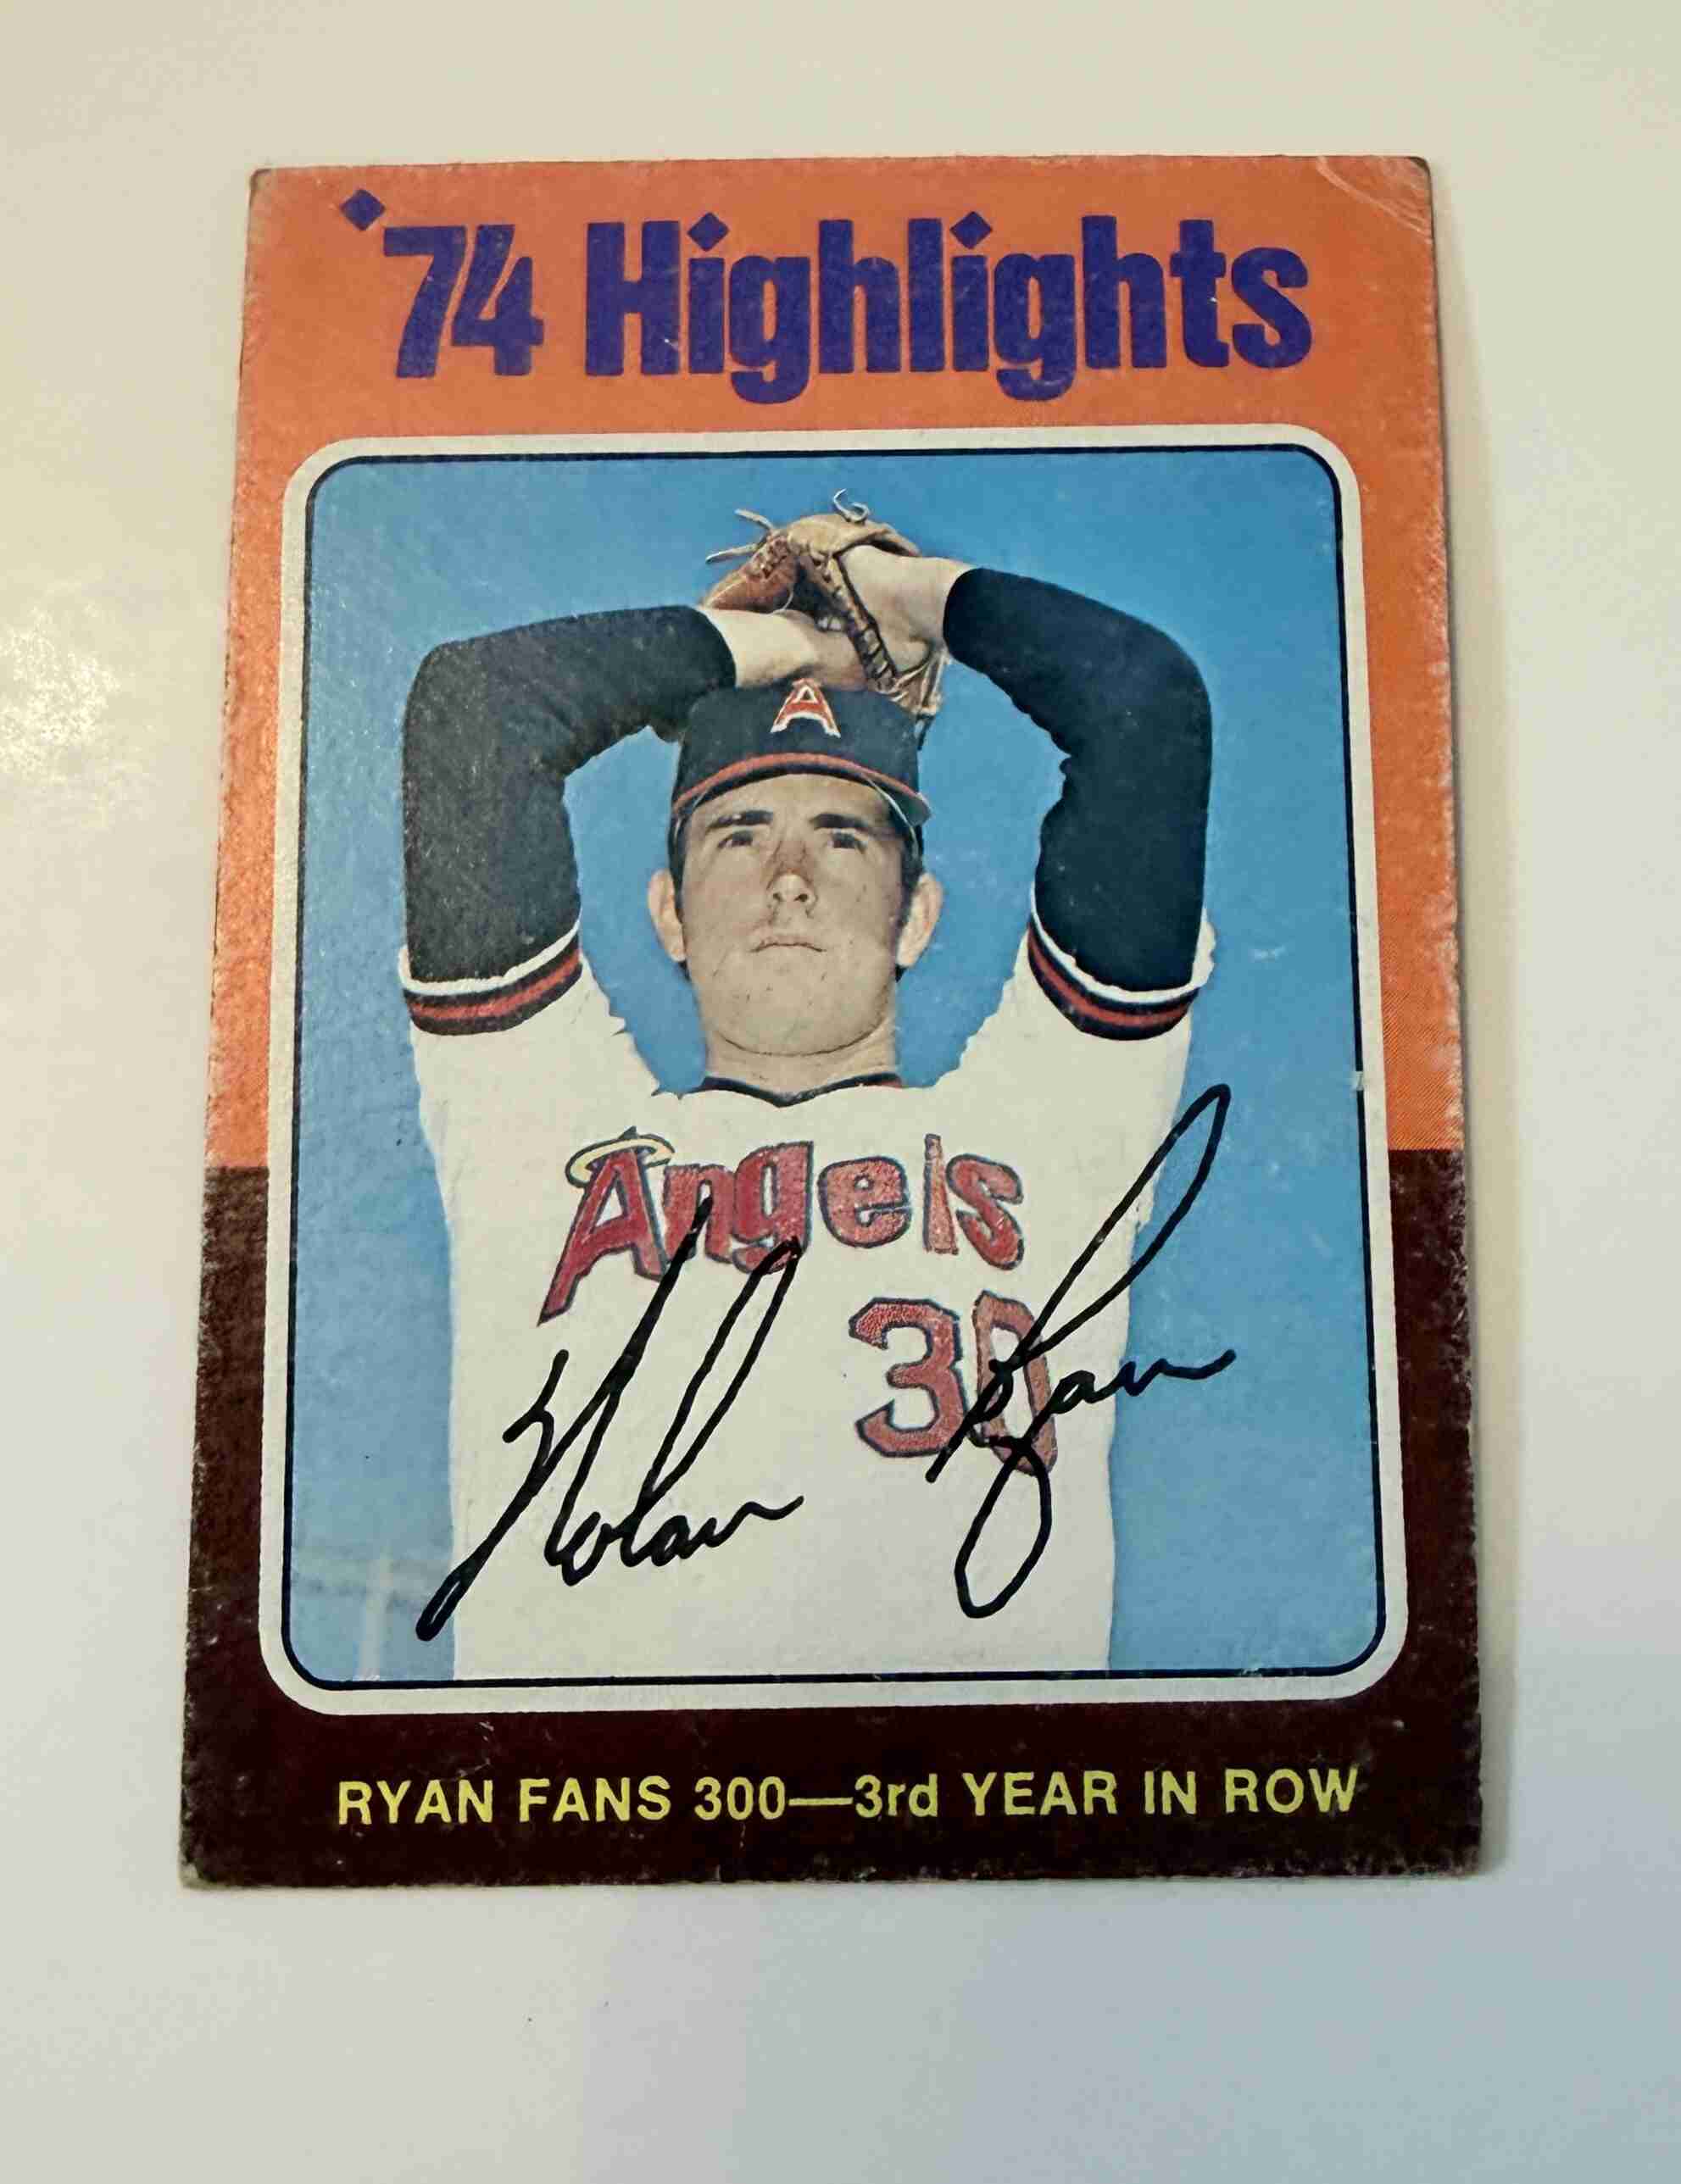 '74 Highlights
A
Angels
30
Nolan Ryan
RYAN FANS 300—3rd YEAR IN ROW